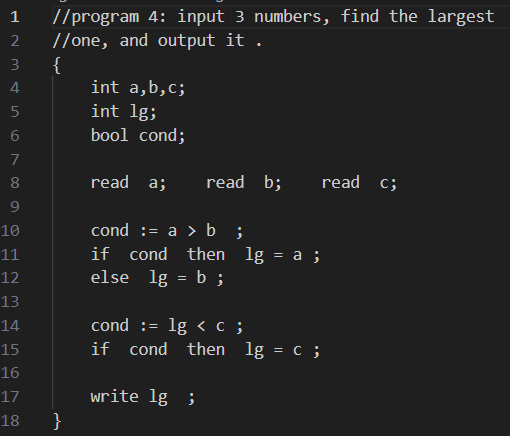 1 //program 4: input 3 numbers, find the largest
2 //one, and output it .
3 {
4     int a,b,c;
5     int lg;
6     bool cond;
7
8     read  a;    read  b;    read  c;
9
10     cond := a > b  ;
11     if  cond  then  lg = a ;
12     else  lg = b ;
13
14     cond := lg < c ;
15     if  cond  then  lg = c ;
16
17     write lg  ;
18 }